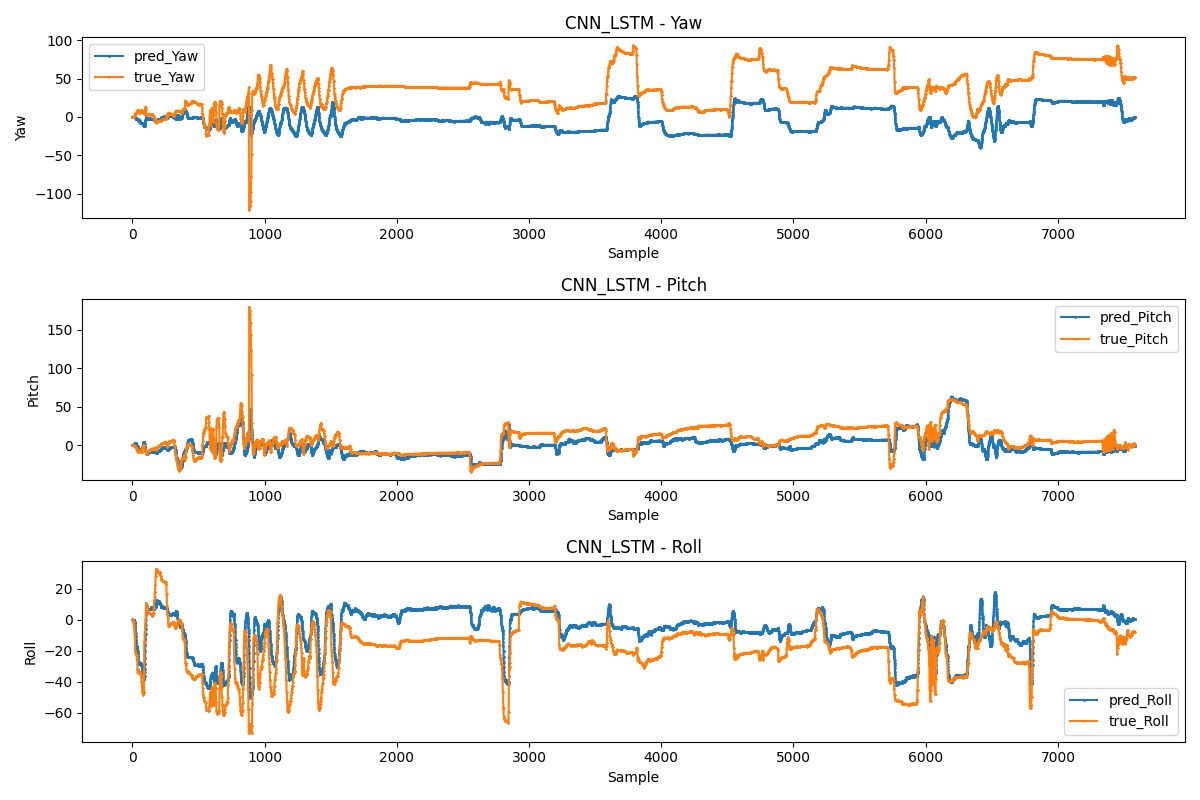 CNN_LSTM - Yaw
100
50
0
−50
−100
Yaw
pred_Yaw
true_Yaw
0 1000 2000 3000 4000 5000 6000 7000
Sample
CNN_LSTM - Pitch
150
100
50
0
Pitch
pred_Pitch
true_Pitch
0 1000 2000 3000 4000 5000 6000 7000
Sample
CNN_LSTM - Roll
20
0
−20
−40
−60
Roll
pred_Roll
true_Roll
0 1000 2000 3000 4000 5000 6000 7000
Sample